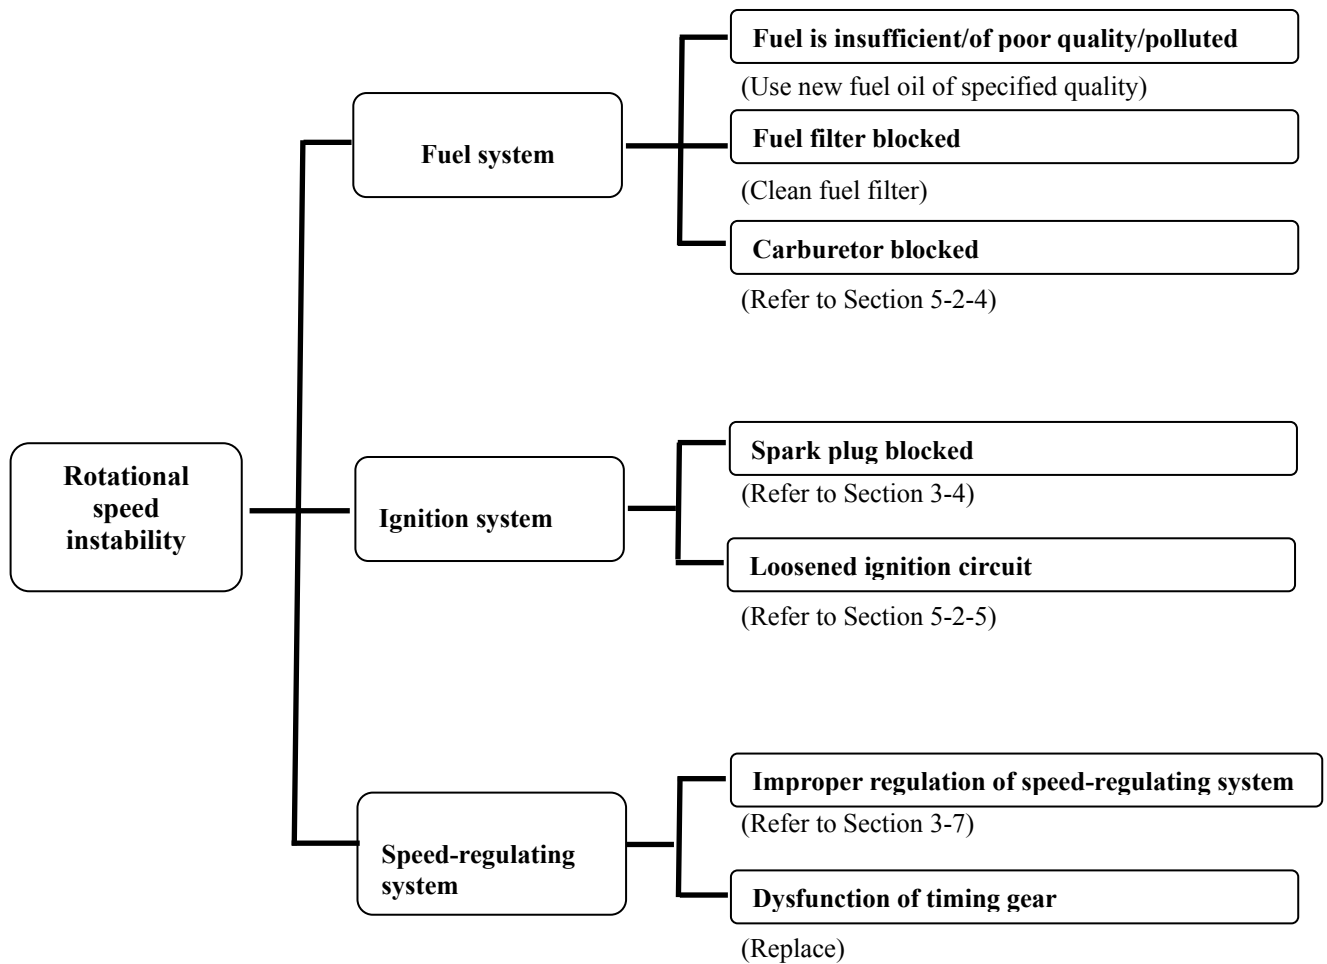 Fuel is insufficient/of poor quality/polluted
(Use new fuel oil of specified quality)
Fuel system
Fuel filter blocked
(Clean fuel filter)
Carburetor blocked
(Refer to Section 5-2-4)
Rotational
speed
instability
Spark plug blocked
(Refer to Section 3-4)
Ignition system
Loosened ignition circuit
(Refer to Section 5-2-5)
Improper regulation of speed-regulating system
(Refer to Section 3-7)
Speed-regulating
system
Dysfunction of timing gear
(Replace)